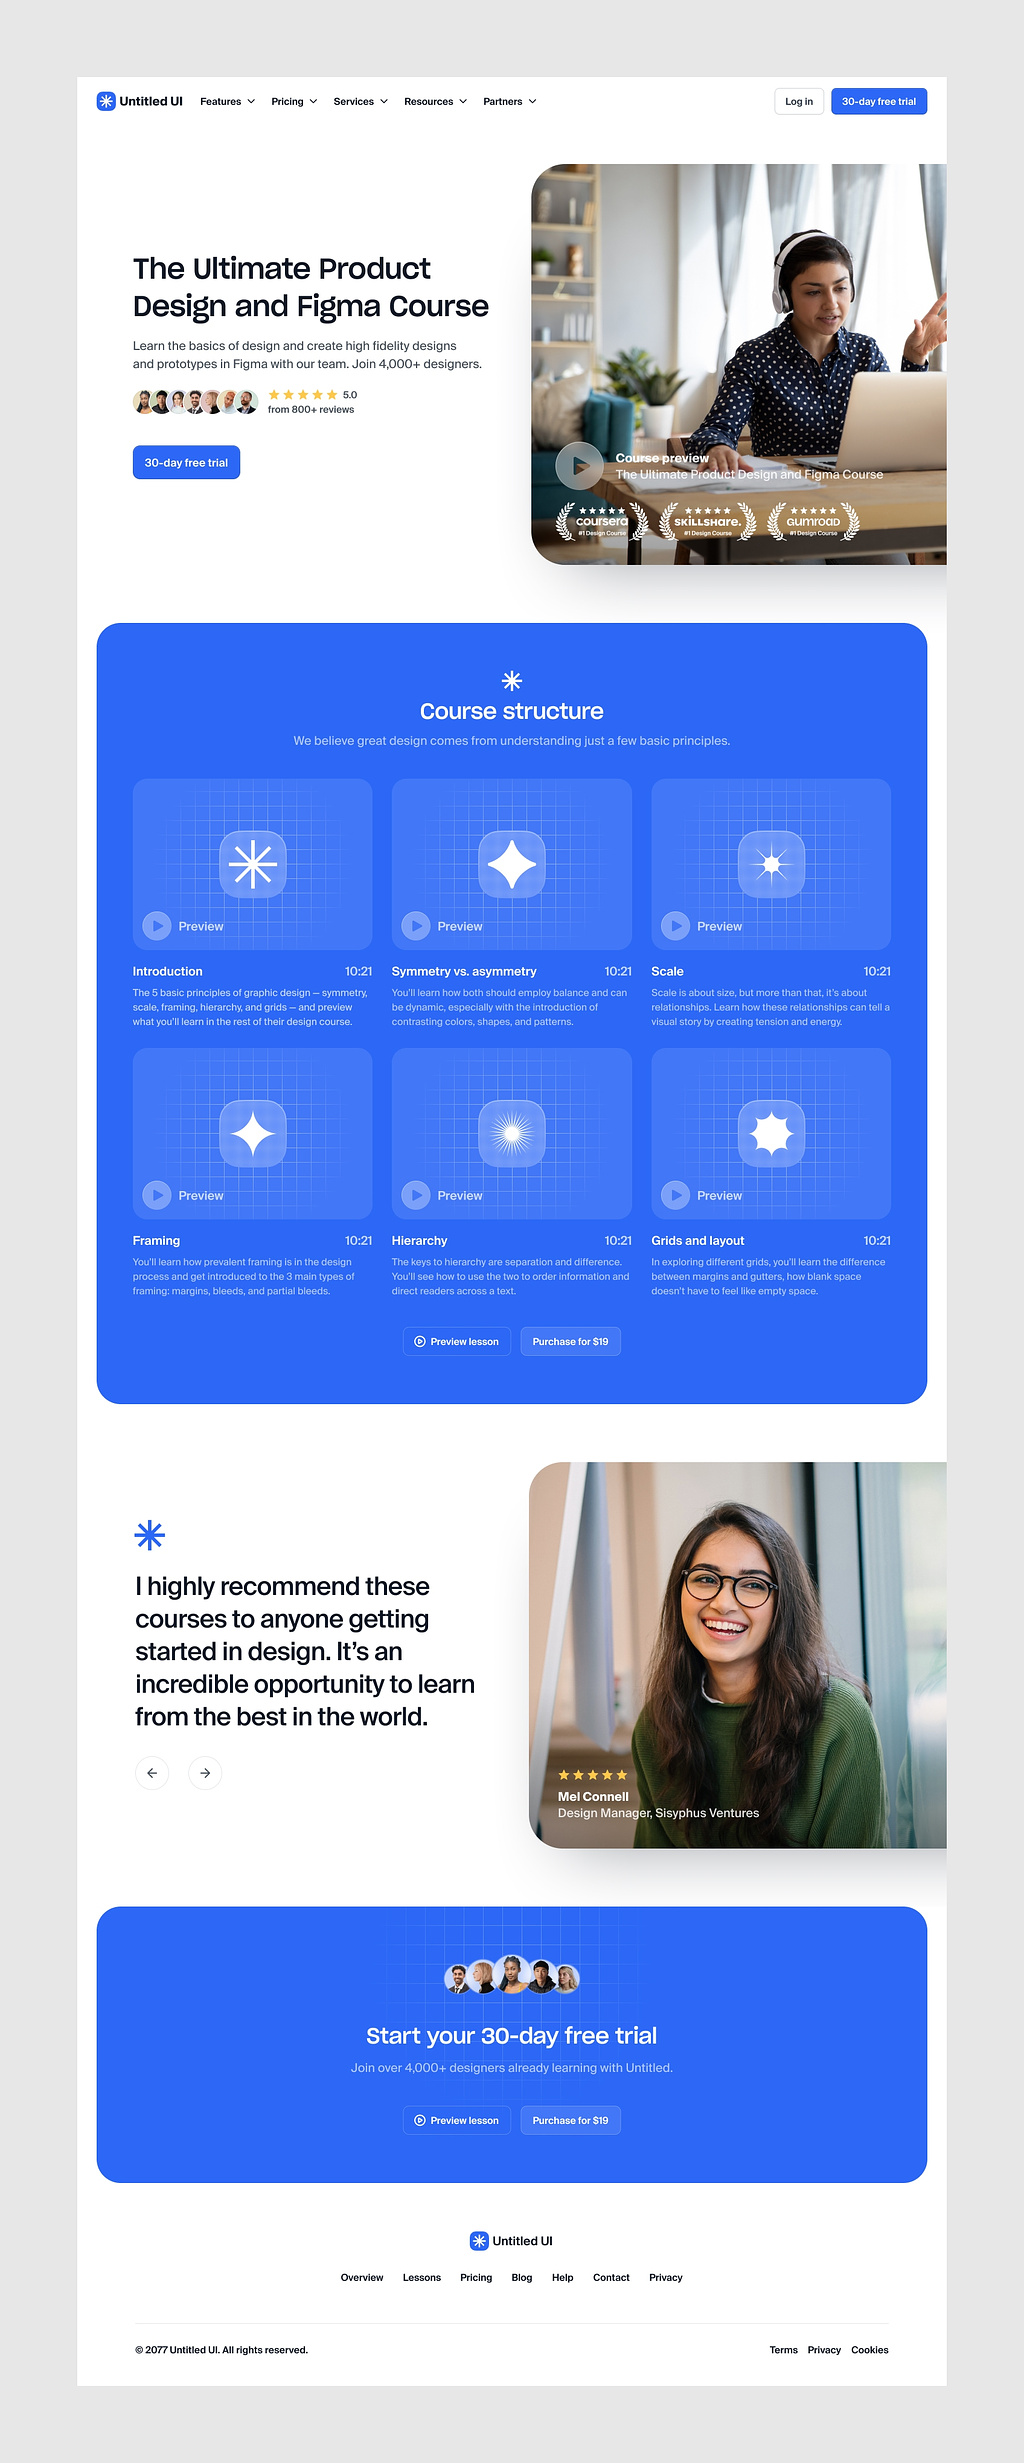 Untitled UI
Features
Pricing
Services
Resources
Partners
Log in
30-day free trial
The Ultimate Product
Design and Figma Course
Learn the basics of design and create high fidelity designs
and prototypes in Figma with our team. Join 4,000+ designers.
5.0
from 800+ reviews
30-day free trial
Course preview
The Ultimate Product Design and Figma Course
coursera
#1 Design Course
SKILLSHARE.
#1 Design Course
Gumroad
#1 Design Course
Course structure
We believe great design comes from understanding just a few basic principles.
Preview
Preview
Preview
Introduction 10:21
The 5 basic principles of graphic design — symmetry,
scale, framing, hierarchy, and grids — and preview
what you'll learn in the rest of their design course.
Symmetry vs. asymmetry 10:21
You'll learn how both should employ balance and can
be dynamic, especially with the introduction of
contrasting colors, shapes, and patterns.
Scale 10:21
Scale is about size, but more than that, it's about
relationships. Learn how these relationships can tell a
visual story by creating tension and energy.
Preview
Preview
Preview
Framing 10:21
You'll learn how prevalent framing is in the design
process and get introduced to the 3 main types of
framing: margins, bleeds, and partial bleeds.
Hierarchy 10:21
The keys to hierarchy are separation and difference.
You'll see how to use the two to order information and
direct readers across a text.
Grids and layout 10:21
In exploring different grids, you'll learn the difference
between margins and gutters, how blank space
doesn't have to feel like empty space.
Preview lesson
Purchase for $19
I highly recommend these
courses to anyone getting
started in design. It's an
incredible opportunity to learn
from the best in the world.
Mel Connell
Design Manager, Sisyphus Ventures
Start your 30-day free trial
Join over 4,000+ designers already learning with Untitled.
Preview lesson
Purchase for $19
Untitled UI
Overview
Lessons
Pricing
Blog
Help
Contact
Privacy
© 2077 Untitled UI. All rights reserved.
Terms
Privacy
Cookies